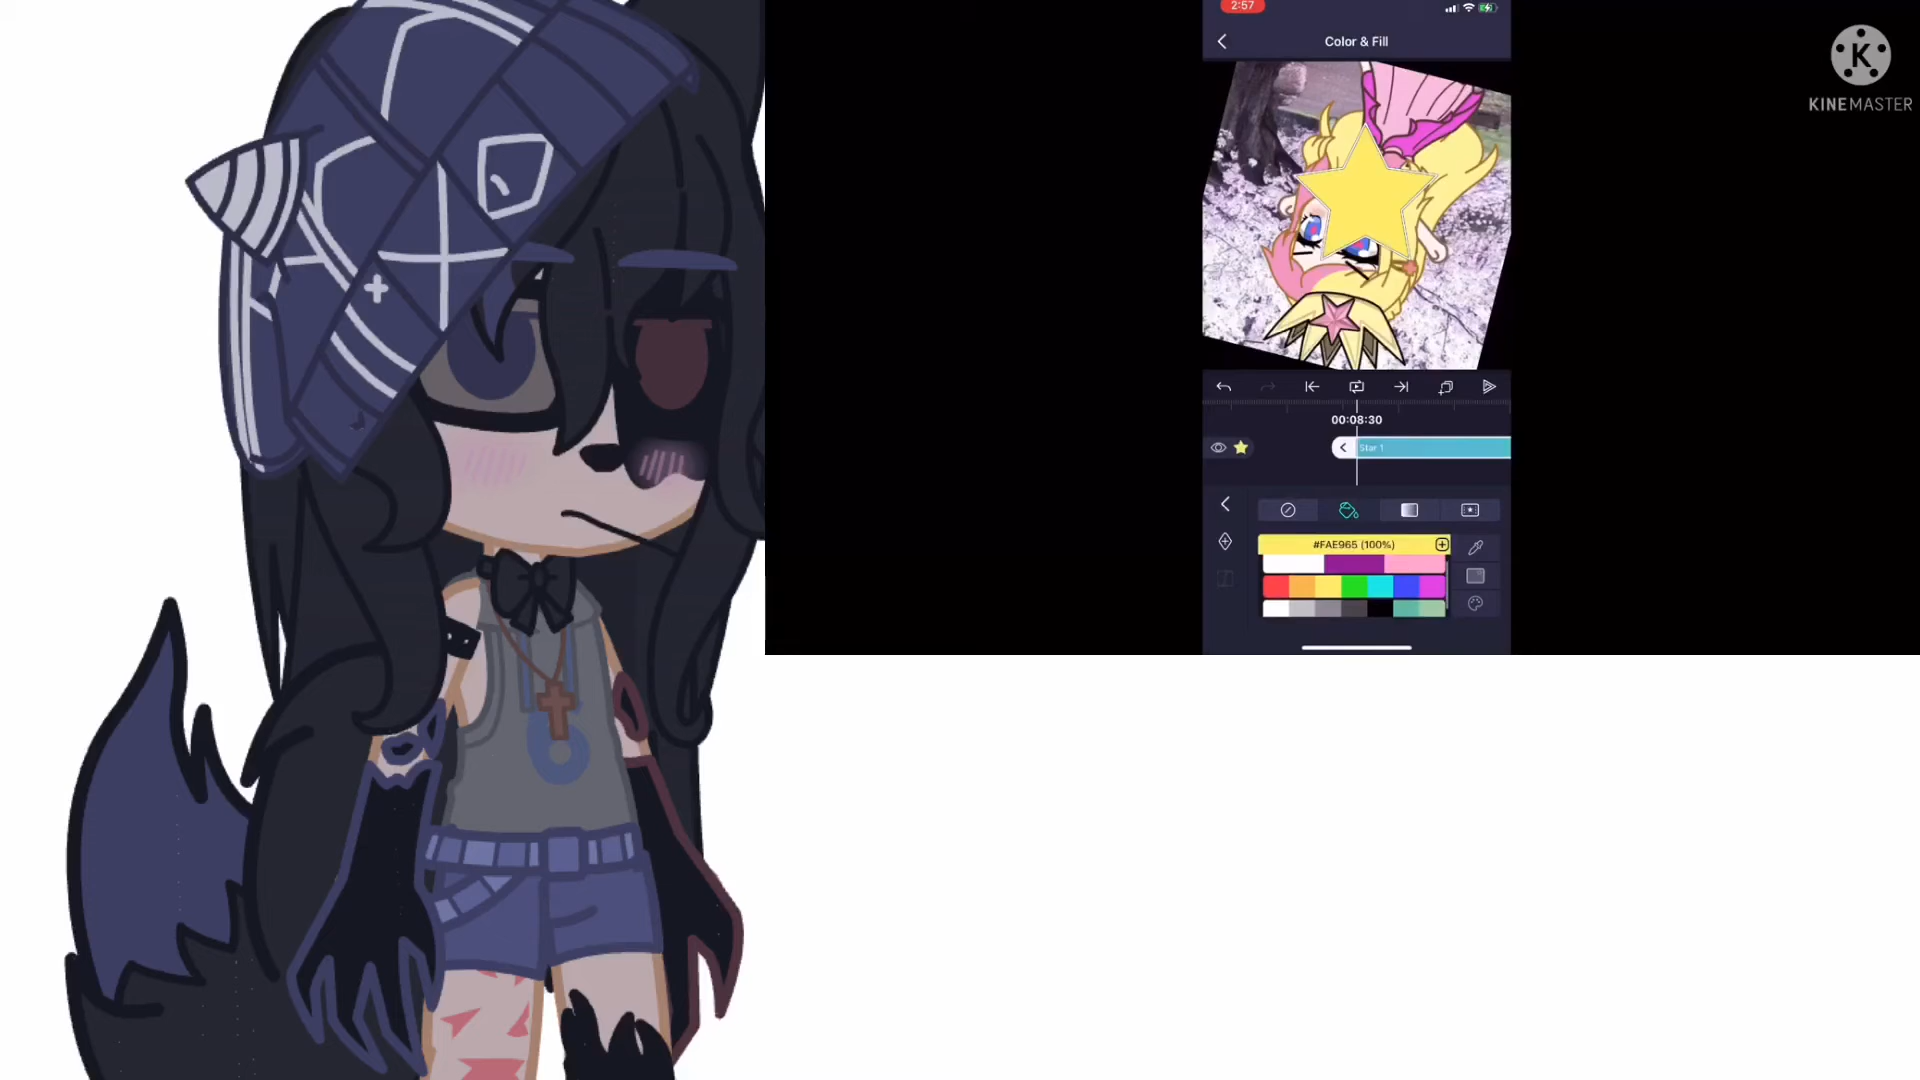 2:57
Color & Fill
K
KINEMASTER
00:08:30
Star 1
#FAE965 (100%)